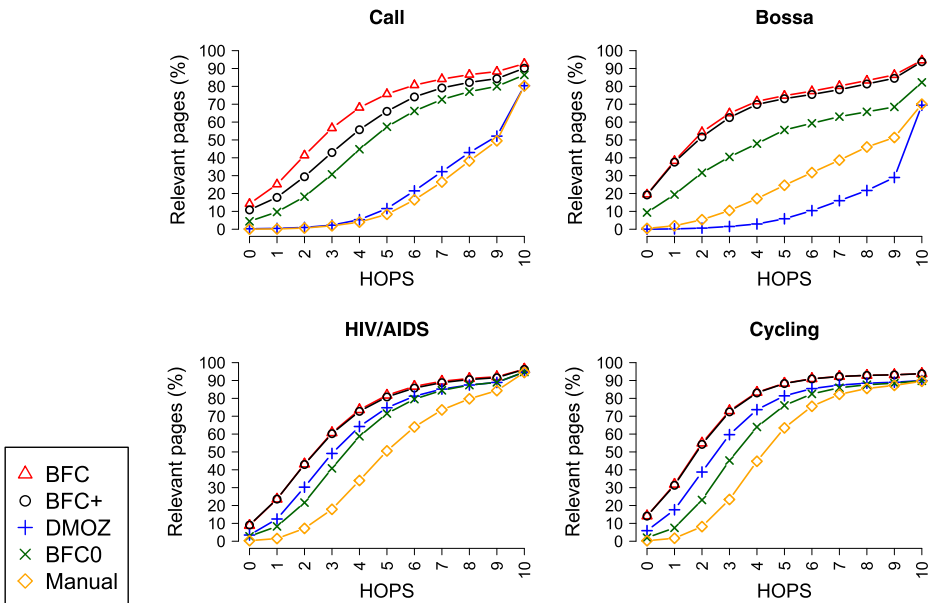 Call
Relevant pages (%)
100
90
80
70
60
50
40
30
20
10
0
0 1 2 3 4 5 6 7 8 9 10
HOPS
Bossa
Relevant pages (%)
100
90
80
70
60
50
40
30
20
10
0
0 1 2 3 4 5 6 7 8 9 10
HOPS
HIV/AIDS
Relevant pages (%)
100
90
80
70
60
50
40
30
20
10
0
0 1 2 3 4 5 6 7 8 9 10
HOPS
Cycling
Relevant pages (%)
100
90
80
70
60
50
40
30
20
10
0
0 1 2 3 4 5 6 7 8 9 10
HOPS
BFC
BFC+
DMOZ
BFC0
Manual